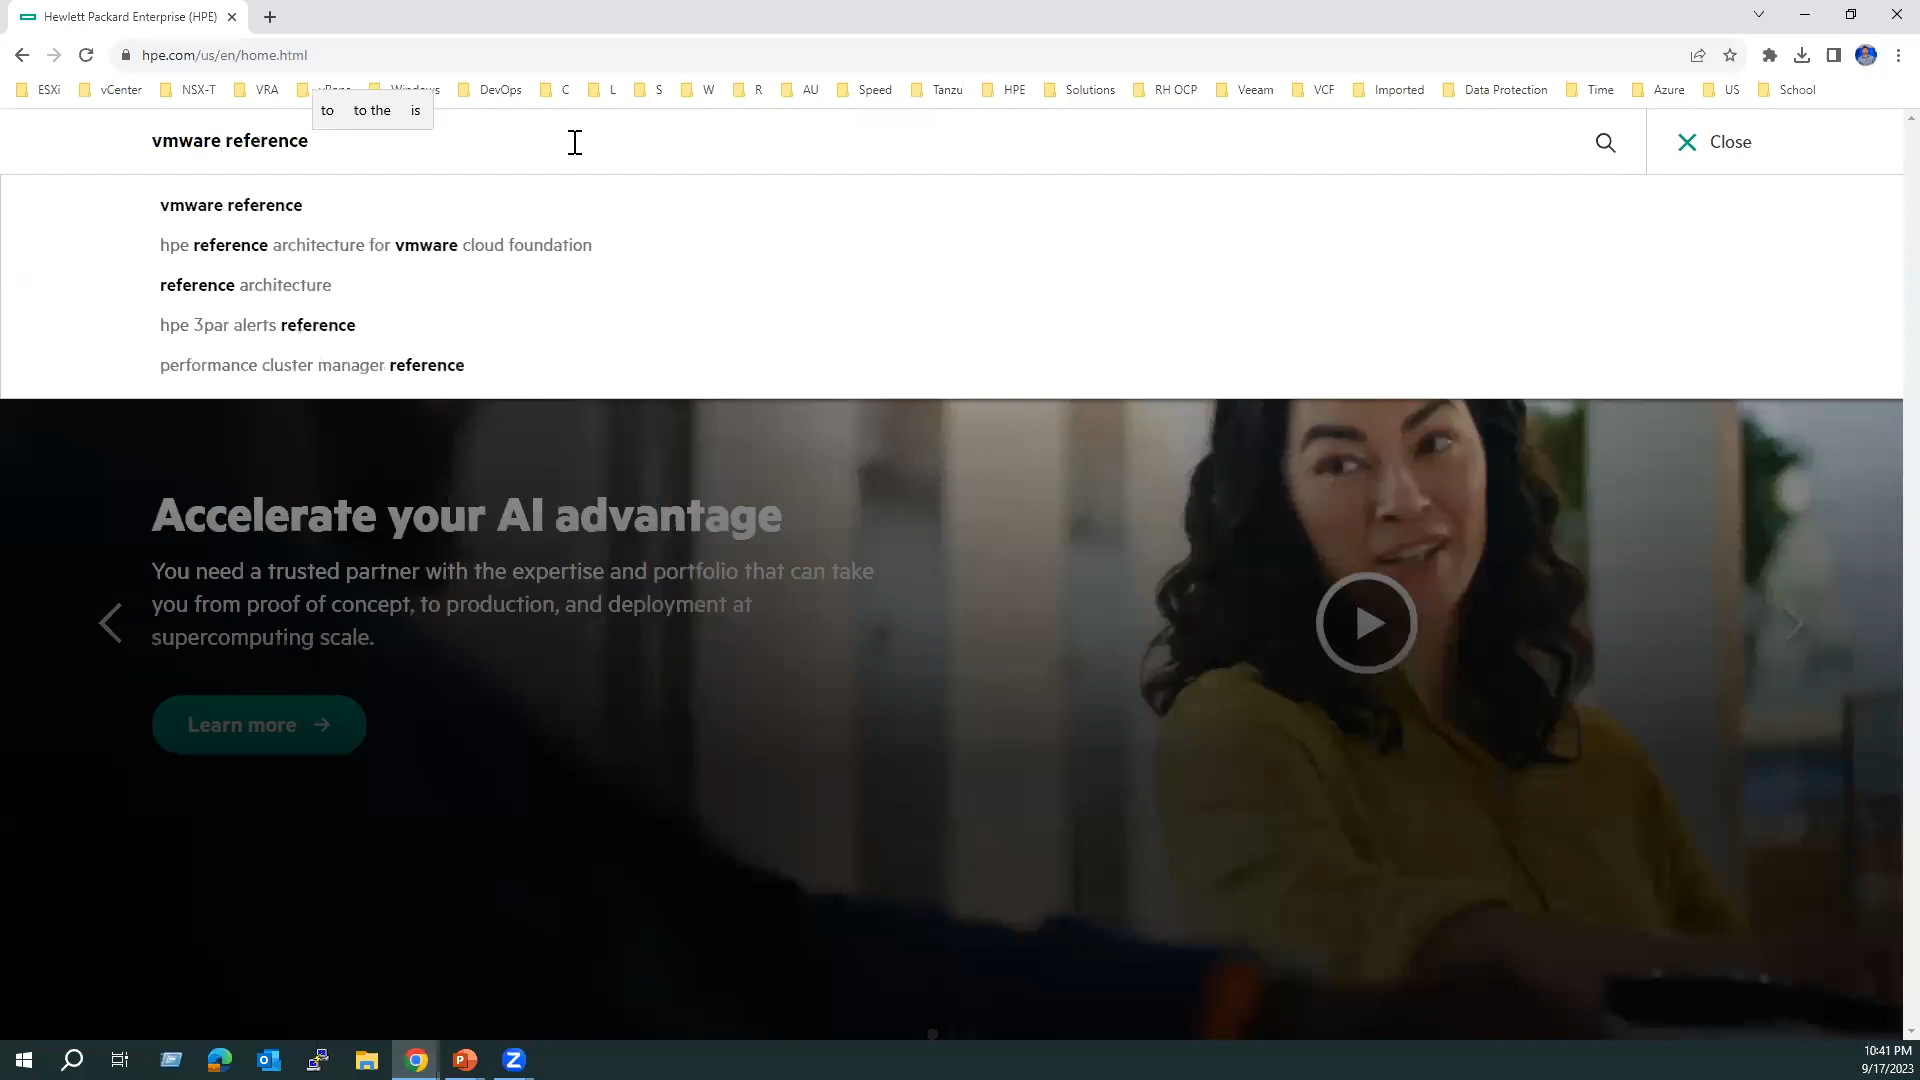 Hewlett Packard Enterprise (HPE)
hpe.com/us/en/home.html
ESXi vCenter NSX-T VRA DevOps C L S W R AU Speed Tanzu HPE Solutions RH OCP Veeam VCF Imported Data Protection Time Azure US School
to to the is
vmware reference
Close
vmware reference
hpe reference architecture for vmware cloud foundation
reference architecture
hpe 3par alerts reference
performance cluster manager reference
Accelerate your AI advantage
You need a trusted partner with the expertise and portfolio that can take
you from proof of concept, to production, and deployment at
supercomputing scale.
Learn more
10:41 PM
9/17/2023